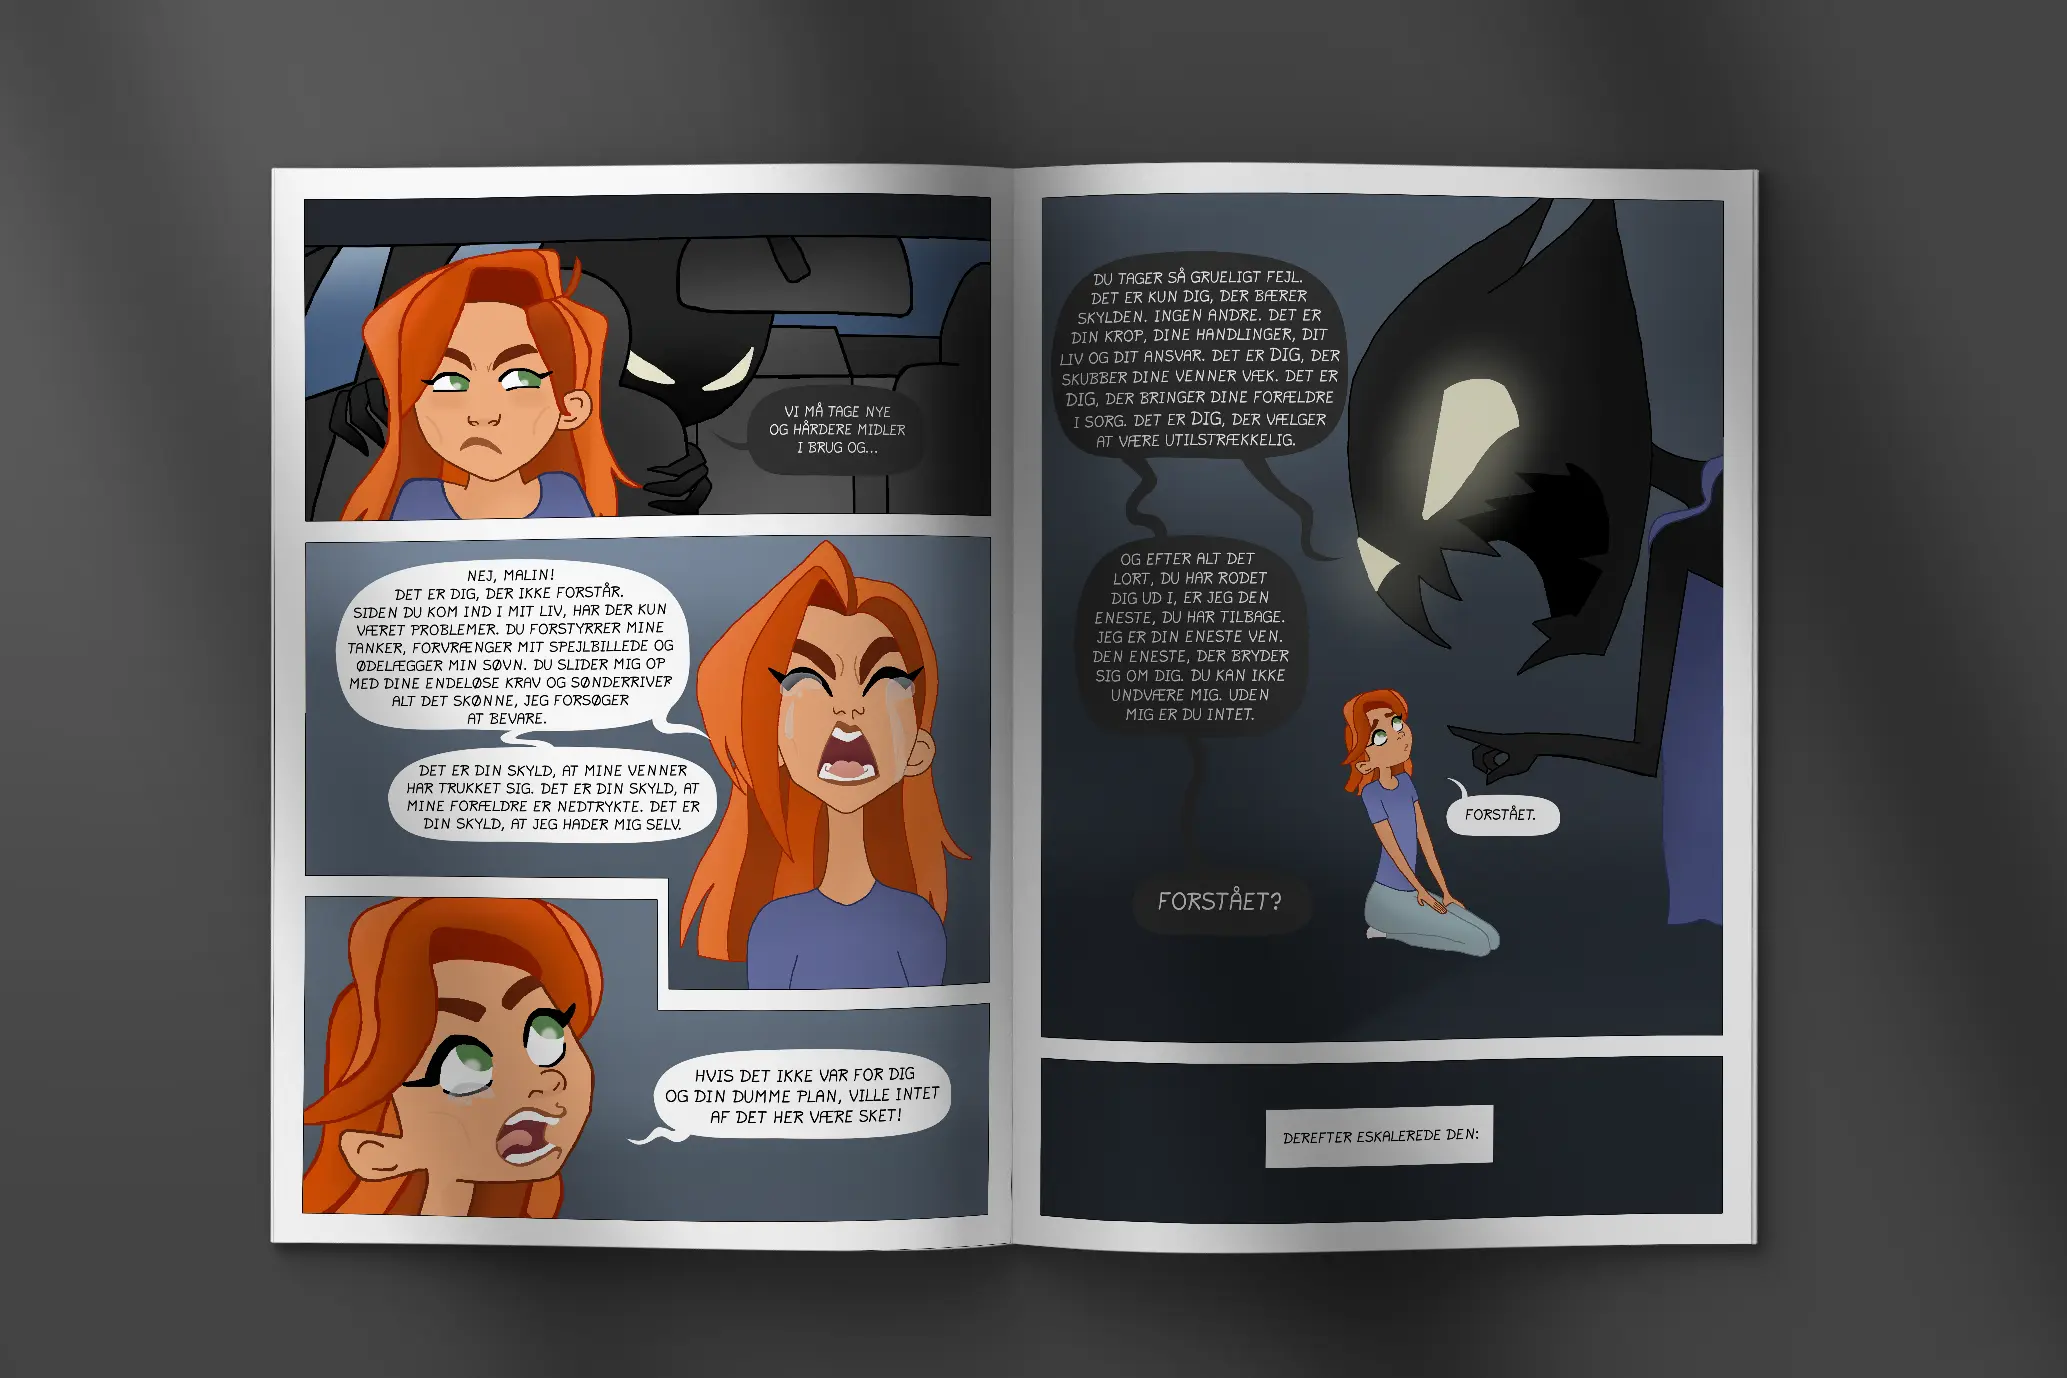 VI MÅ TAGE NYE
OG HÅRDERE MIDLER
I BRUG OG...
NEJ, MALIN!
DET ER DIG, DER IKKE FORSTÅR.
SIDEN DU KOM IND I MIT LIV, HAR DER KUN
VÆRET PROBLEMER. DU FORSTYRRER MINE
TANKER, FORVRÆNGER MIT SPEJLBILLEDE OG
ØDELÆGGER MIN SØVN. DU SLIDER MIG OP
MED DINE ENDELØSE KRAV OG SØNDERRIVER
ALT DET SKØNNE, JEG FORSØGER
AT BEVARE.
DET ER DIN SKYLD, AT MINE VENNER
HAR TRUKKET SIG. DET ER DIN SKYLD, AT
MINE FORÆLDRE ER NEDTRYKTE. DET ER
DIN SKYLD, AT JEG HADER MIG SELV.
HVIS DET IKKE VAR FOR DIG
OG DIN DUMME PLAN, VILLE INTET
AF DET HER VÆRE SKET!
DU TAGER SÅ GRUELIGT FEJL.
DET ER KUN DIG, DER BÆRER
SKYLDEN. INGEN ANDRE. DET ER
DIN KROP, DINE HANDLINGER, DIT
LIV OG DIT ANSVAR. DET ER DIG, DER
SKUBBER DINE VENNER VÆK. DET ER
DIG, DER BRINGER DINE FORÆLDRE
I SORG. DET ER DIG, DER VÆLGER
AT VÆRE UTILSTRÆKKELIG.
OG EFTER ALT DET
LORT, DU HAR RODET
DIG UD I, ER JEG DEN
ENESTE, DU HAR TILBAGE.
JEG ER DIN ENESTE VEN.
DEN ENESTE, DER BRYDER
SIG OM DIG. DU KAN IKKE
UNDVÆRE MIG. UDEN
MIG ER DU INTET.
FORSTÅET?
FORSTÅET.
DEREFTER ESKALEREDE DEN: